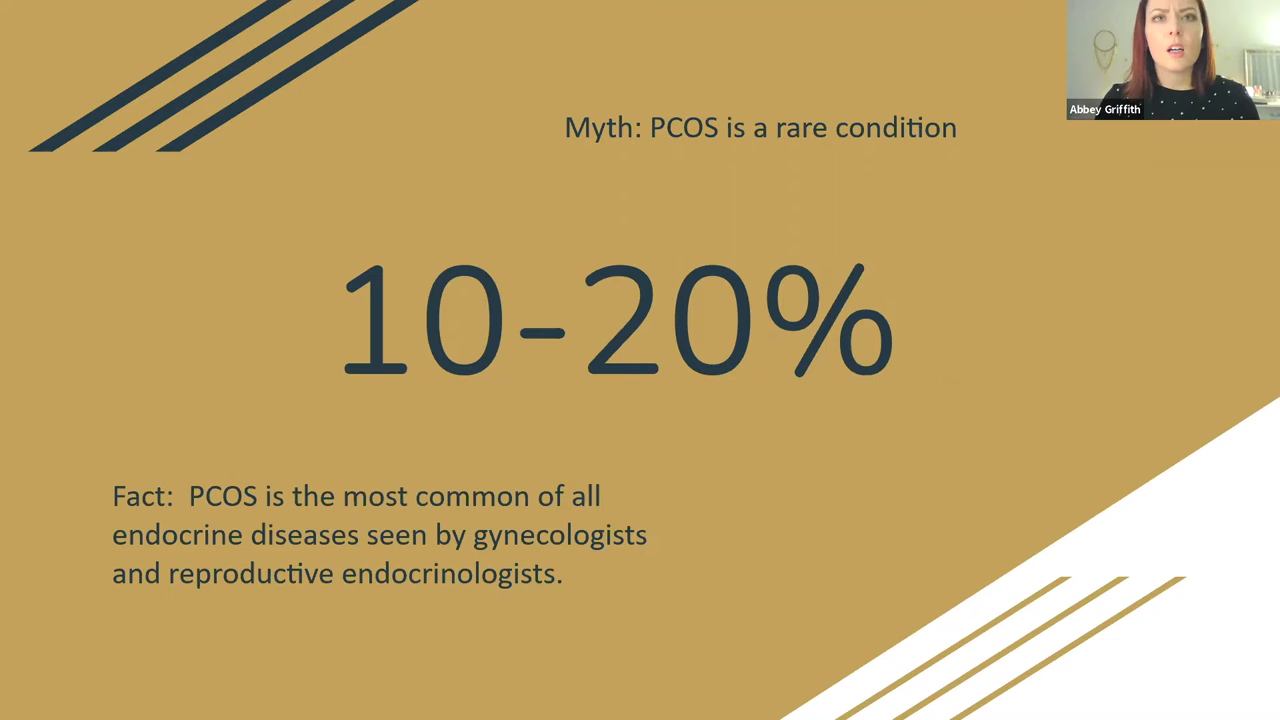 Abbey Griffith
Myth: PCOS is a rare condition
10-20%
Fact:  PCOS is the most common of all
endocrine diseases seen by gynecologists
and reproductive endocrinologists.